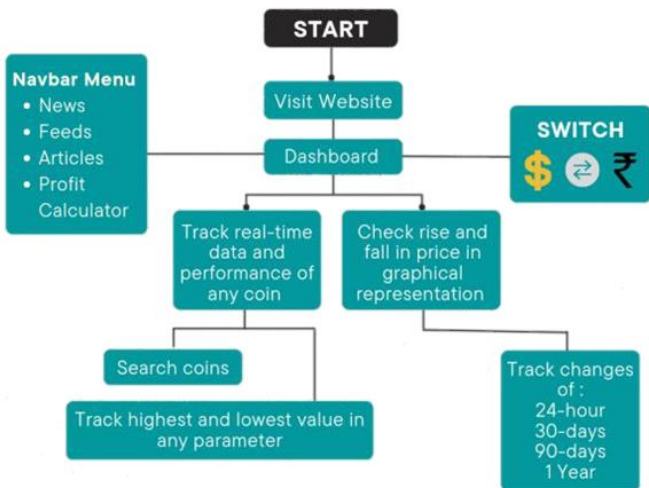 START
Visit Website
Dashboard
Navbar Menu
• News
• Feeds
• Articles
• Profit
Calculator
SWITCH
$ ⇄ ₹
Track real-time
data and
performance of
any coin
Check rise and
fall in price in
graphical
representation
Search coins
Track highest and lowest value in
any parameter
Track changes
of :
24-hour
30-days
90-days
1 Year